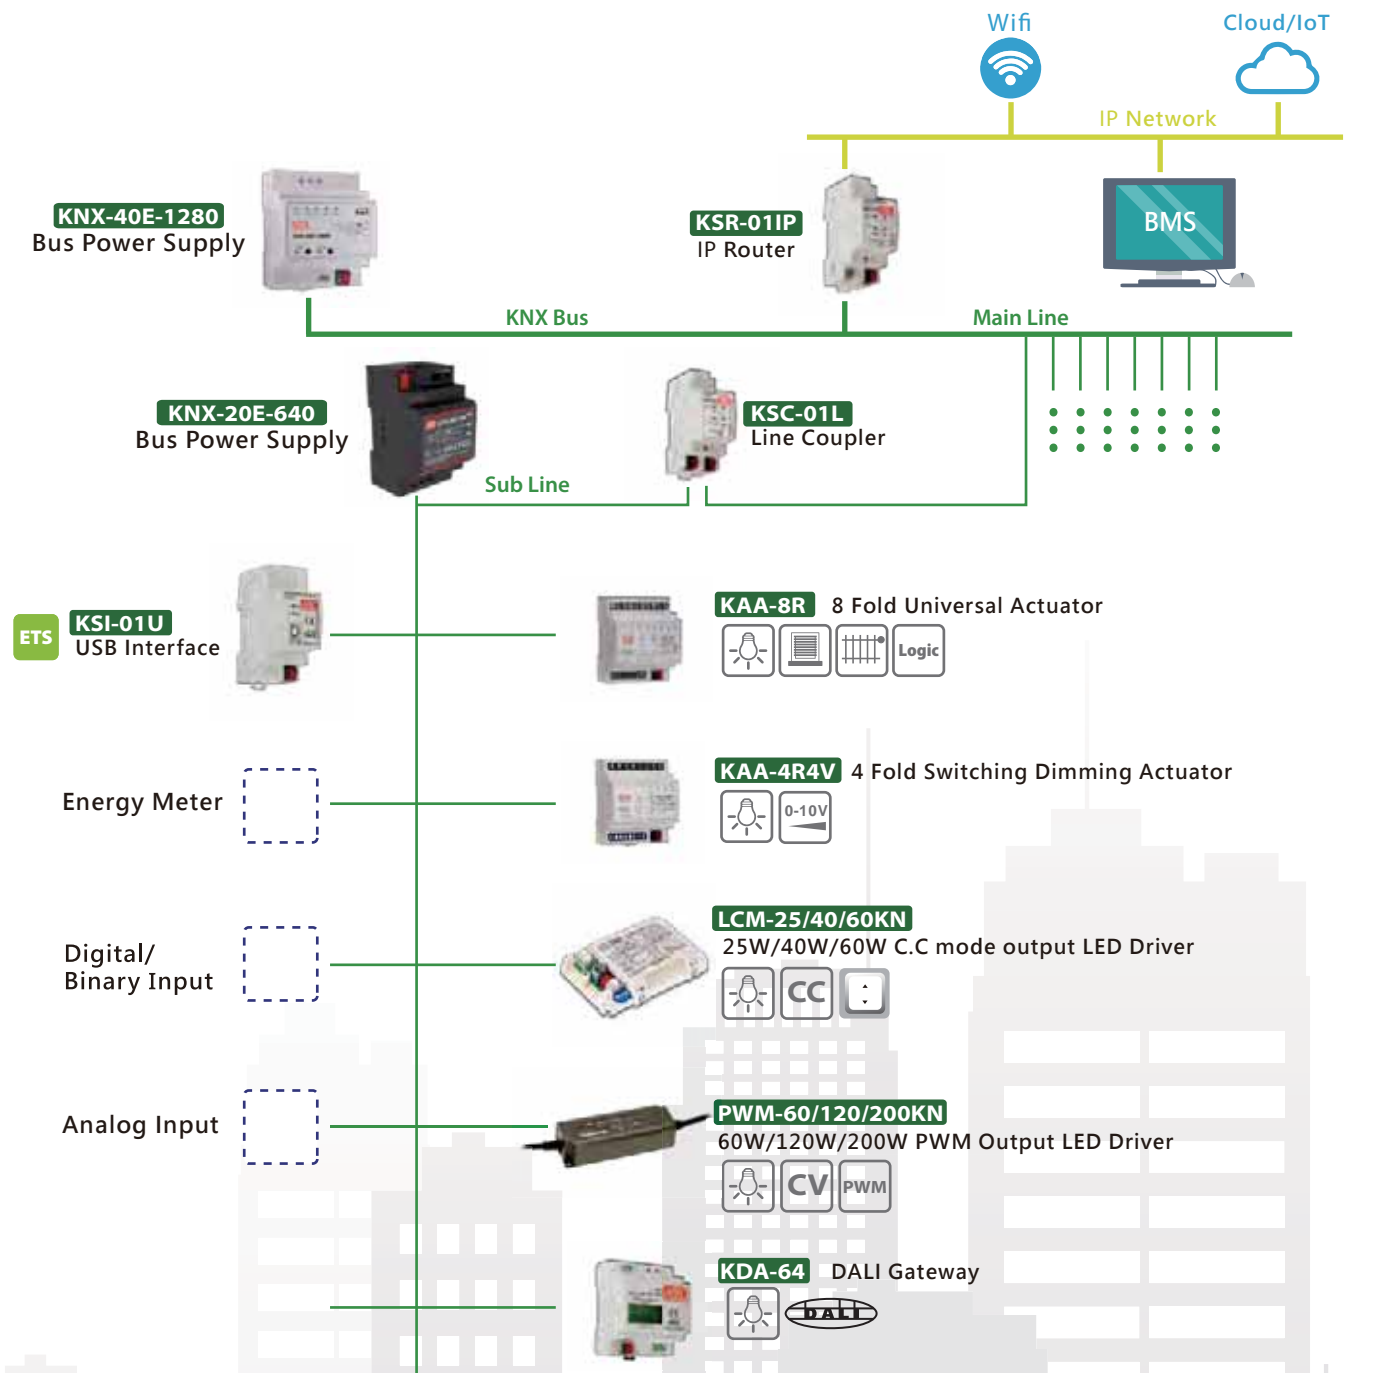 Wifi
Cloud/IoT
IP Network
KNX-40E-1280
Bus Power Supply
KSR-01IP
IP Router
BMS
KNX Bus
Main Line
KNX-20E-640
Bus Power Supply
KSC-01L
Line Coupler
Sub Line
ETS
KSI-01U
USB Interface
KAA-8R 8 Fold Universal Actuator
Logic
Energy Meter
KAA-4R4V 4 Fold Switching Dimming Actuator
0-10V
Digital/
Binary Input
LCM-25/40/60KN
25W/40W/60W C.C mode output LED Driver
CC
Analog Input
PWM-60/120/200KN
60W/120W/200W PWM Output LED Driver
CV PWM
KDA-64 DALI Gateway
DALI